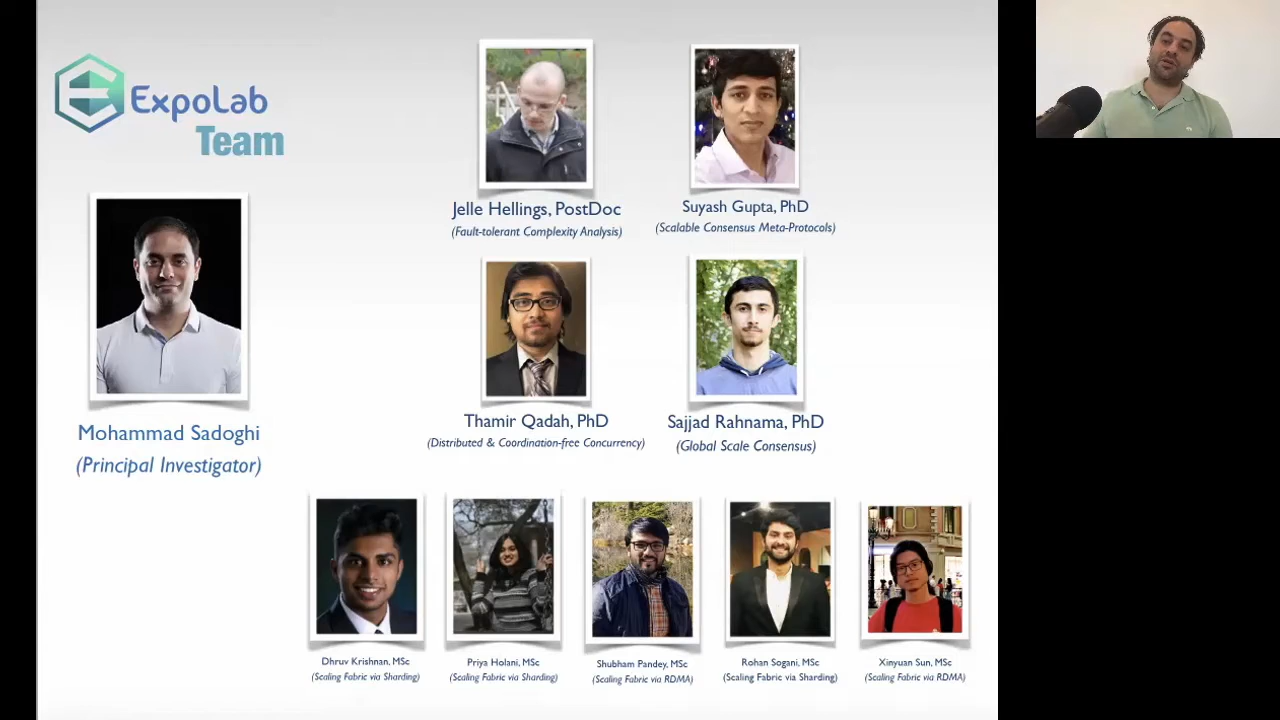 ExpoLab
Team
Jelle Hellings, PostDoc
(Fault-tolerant Complexity Analysis)
Suyash Gupta, PhD
(Scalable Consensus Meta-Protocols)
Mohammad Sadoghi
(Principal Investigator)
Thamir Qadah, PhD
(Distributed & Coordination-free Concurrency)
Sajjad Rahnama, PhD
(Global Scale Consensus)
Dhruv Krishnan, MSc
(Scaling Fabric via Sharding)
Priya Holani, MSc
(Scaling Fabric via Sharding)
Shubham Pandey, MSc
(Scaling Fabric via RDMA)
Rohan Sogani, MSc
(Scaling Fabric via Sharding)
Xinyuan Sun, MSc
(Scaling Fabric via RDMA)